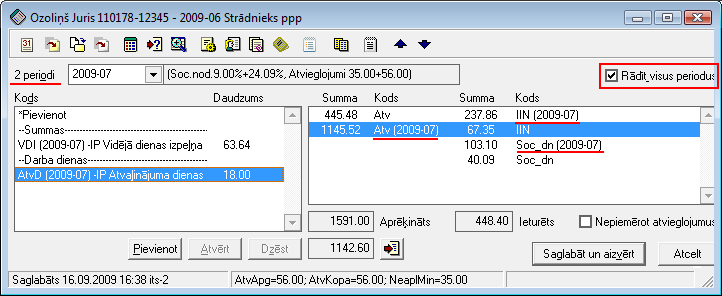 Ozoliņš Juris 110178-12345 - 2009-06 Strādnieks ppp
2 periodi 2009-07 (Soc.nod.9.00%+24.09%, Atvieglojumi 35.00+56.00) Rādīt visus periodus
Kods Daudzums
*Pievienot
--Summas--
VDI (2009-07) -IP Vidējā dienas izpeļņa 63.64
--Darba dienas--
AtvD (2009-07) -IP Atvaļinājuma dienas 18.00
Summa Kods Summa Kods
445.48 Atv 237.86 IIN (2009-07)
1145.52 Atv (2009-07) 67.35 IIN
103.10 Soc_dn (2009-07)
40.09 Soc_dn
1591.00 Aprēķināts 448.40 Ieturēts Nepiemērot atvieglojumus
Pievienot Atvērt Dzēst 1142.60
Saglabāt un aizvērt Atcelt
Saglabāts 16.09.2009 16:38 its-2 AtvApg=56.00; AtvKopa=56.00; NeaplMin=35.00